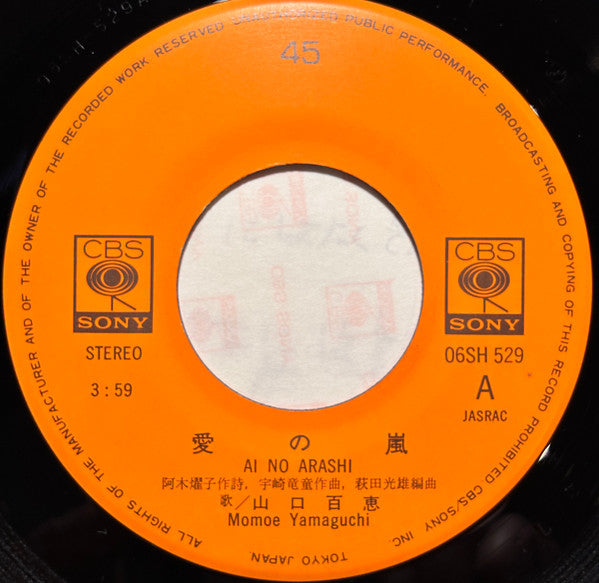 ALL RIGHTS OF THE MANUFACTURER AND OF THE OWNER OF THE RECORDED WORK RESERVED PUBLIC PERFORMANCE, BROADCASTING AND COPYING OF THIS RECORD PROHIBITED CBS/SONY INC.
TOKYO JAPAN
45
CBS
SONY
STEREO
3:59
CBS
SONY
06SH 529
A
JASRAC
愛の嵐
AI NO ARASHI
阿木燿子作詩, 宇崎竜童作曲, 萩田光雄編曲
歌/山口百恵
Momoe Yamaguchi